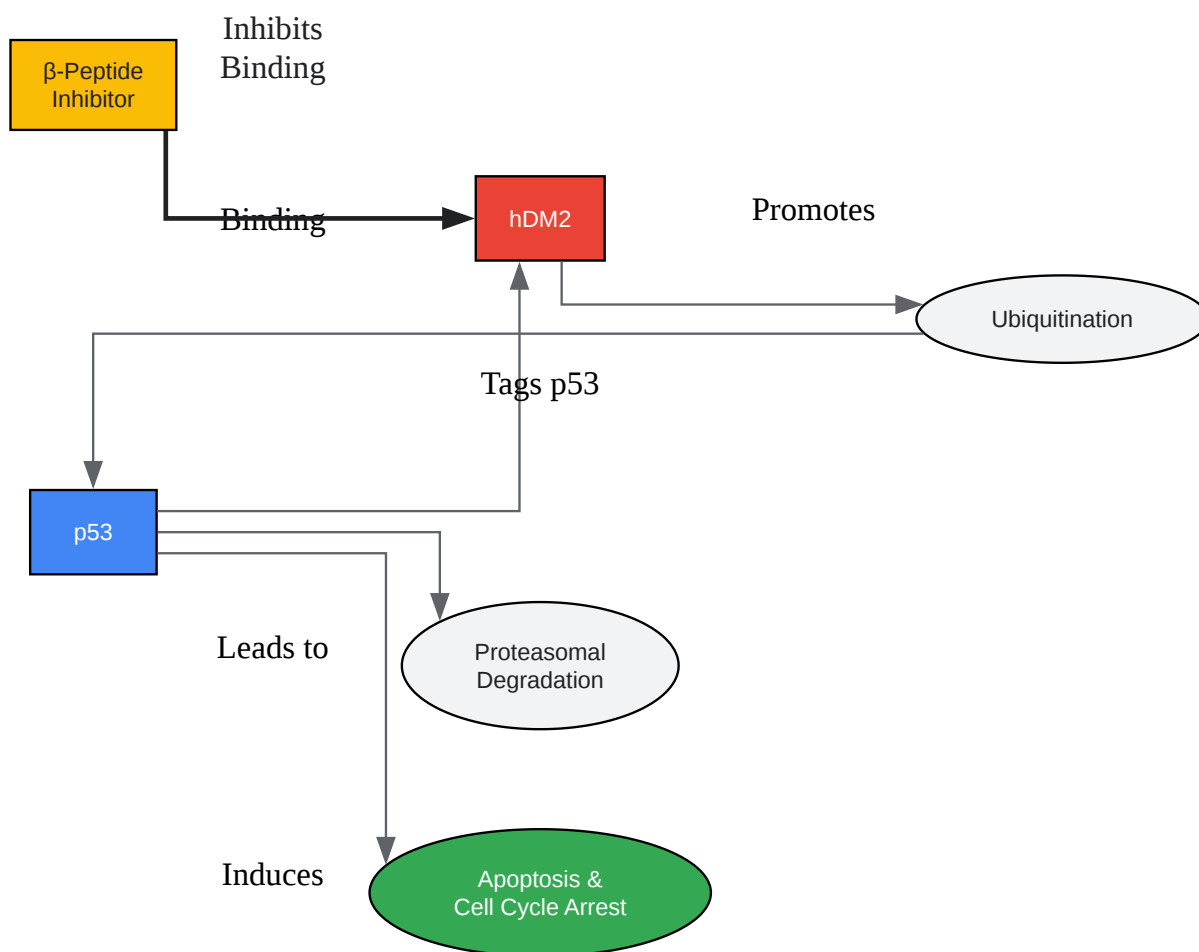 Inhibits
Binding
β-Peptide
Inhibitor
Binding
hDM2
Promotes
Ubiquitination
Tags p53
p53
Leads to
Proteasomal
Degradation
Induces
Apoptosis &
Cell Cycle Arrest